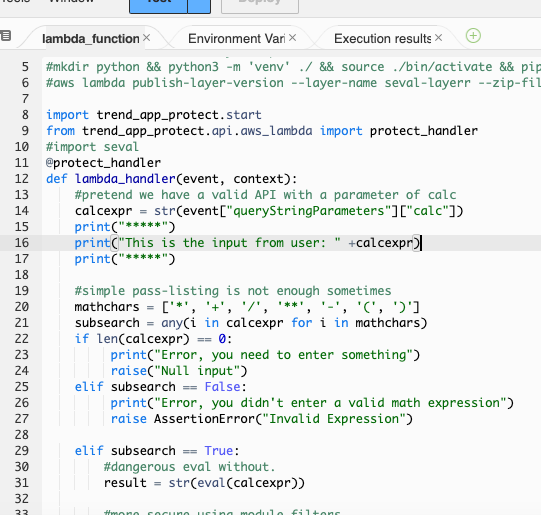 Tools Window Test Deploy
lambda_function × Environment Vari × Execution results ×
5 #mkdir python && python3 -m 'venv' ./ && source ./bin/activate && pip
6 #aws lambda publish-layer-version --layer-name seval-layerr --zip-fil
7
8 import trend_app_protect.start
9 from trend_app_protect.api.aws_lambda import protect_handler
10 #import seval
11 @protect_handler
12 def lambda_handler(event, context):
13 #pretend we have a valid API with a parameter of calc
14 calcexpr = str(event["queryStringParameters"]["calc"])
15 print("*****")
16 print("This is the input from user: " +calcexpr)
17 print("*****")
18
19 #simple pass-listing is not enough sometimes
20 mathchars = ['*', '+', '/', '**', '-', '(', ')']
21 subsearch = any(i in calcexpr for i in mathchars)
22 if len(calcexpr) == 0:
23 print("Error, you need to enter something")
24 raise("Null input")
25 elif subsearch == False:
26 print("Error, you didn't enter a valid math expression")
27 raise AssertionError("Invalid Expression")
28
29 elif subsearch == True:
30 #dangerous eval without.
31 result = str(eval(calcexpr))
32
33 #more secure using module filters